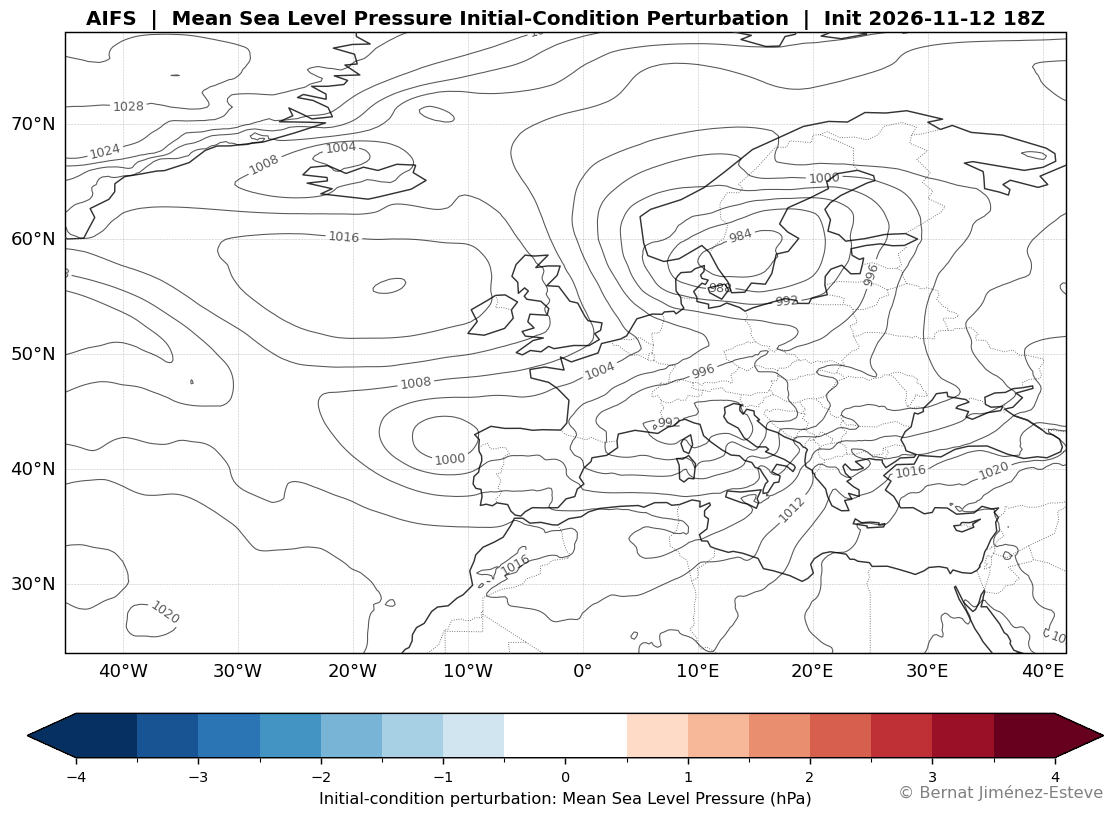 AIFS | Mean Sea Level Pressure Initial-Condition Perturbation | Init 2026-11-12 18Z
70°N
60°N
50°N
40°N
30°N
1028
1024
1008
1004
1000
1016
984
988
992
996
1008
1004
996
992
1000
1016
1020
1012
1016
1020
40°W 30°W 20°W 10°W 0° 10°E 20°E 30°E 40°E
−4 −3 −2 −1 0 1 2 3 4
Initial-condition perturbation: Mean Sea Level Pressure (hPa)
© Bernat Jiménez-Esteve